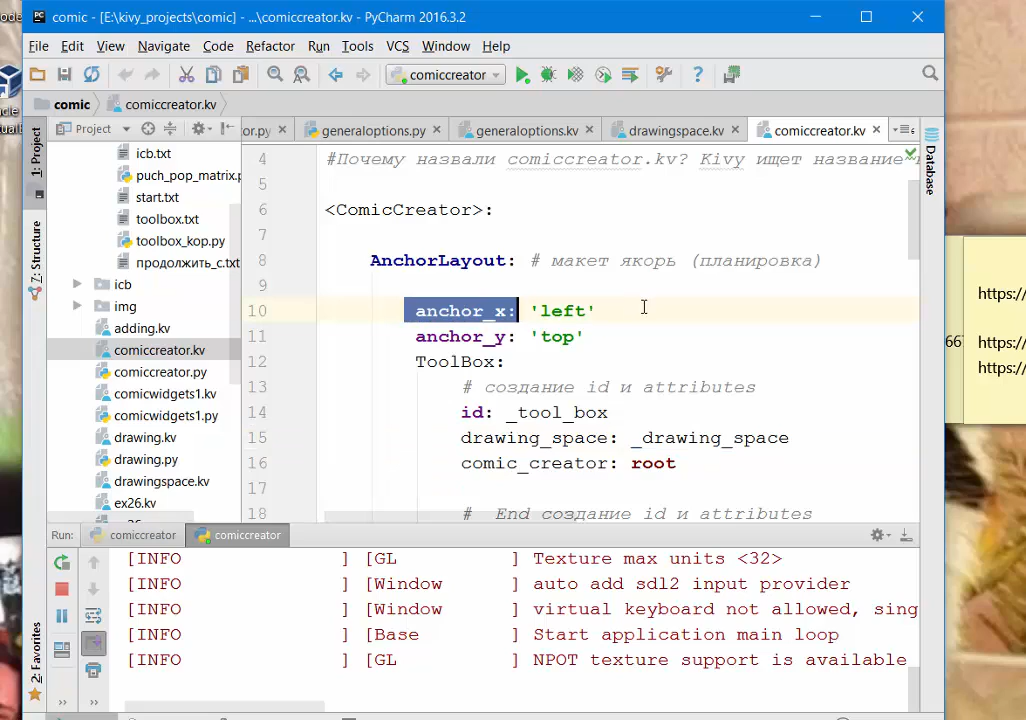 comic - [E:\kivy_projects\comic] - ...\comiccreator.kv - PyCharm 2016.3.2
File Edit View Navigate Code Refactor Run Tools VCS Window Help
comiccreator
comic comiccreator.kv
1: Project
7: Structure
2: Favorites
Project
or.py generaloptions.py generaloptions.kv drawingspace.kv comiccreator.kv
Database
icb.txt
puch_pop_matrix.p
start.txt
toolbox.txt
toolbox_kop.py
продолжить_с.txt
icb
img
adding.kv
comiccreator.kv
comiccreator.py
comicwidgets1.kv
comicwidgets1.py
drawing.kv
drawing.py
drawingspace.kv
ex26.kv
4 #Почему назвали comiccreator.kv? Kivy ищет название
5
6 <ComicCreator>:
7
8 AnchorLayout: # макет якорь (планировка)
9
10 anchor_x: 'left'
11 anchor_y: 'top'
12 ToolBox:
13 # создание id и attributes
14 id: _tool_box
15 drawing_space: _drawing_space
16 comic_creator: root
17
18 # End создание id и attributes
Run: comiccreator comiccreator
[INFO ] [GL ] Texture max units <32>
[INFO ] [Window ] auto add sdl2 input provider
[INFO ] [Window ] virtual keyboard not allowed, sing
[INFO ] [Base ] Start application main loop
[INFO ] [GL ] NPOT texture support is available
https://
https://
https://